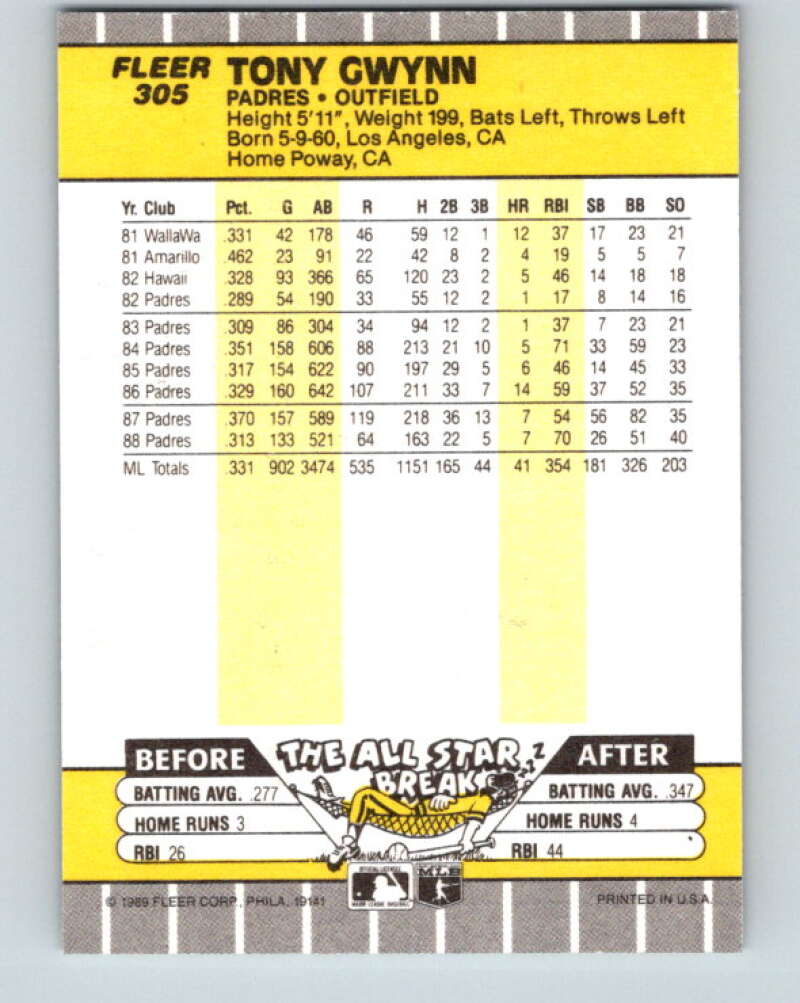 FLEER
305
TONY GWYNN
PADRES • OUTFIELD
Height 5'11", Weight 199, Bats Left, Throws Left
Born 5-9-60, Los Angeles, CA
Home Poway, CA
Yr. Club Pct. G AB R H 2B 3B HR RBI SB BB SO
81 WallaWa .331 42 178 46 59 12 1 12 37 17 23 21
81 Amarillo .462 23 91 22 42 8 2 4 19 5 5 7
82 Hawaii .328 93 366 65 120 23 2 5 46 14 18 18
82 Padres .289 54 190 33 55 12 2 1 17 8 14 16
83 Padres .309 86 304 34 94 12 2 1 37 7 23 21
84 Padres .351 158 606 88 213 21 10 5 71 33 59 23
85 Padres .317 154 622 90 197 29 5 6 46 14 45 33
86 Padres .329 160 642 107 211 33 7 14 59 37 52 35
87 Padres .370 157 589 119 218 36 13 7 54 56 82 35
88 Padres .313 133 521 64 163 22 5 7 70 26 51 40
ML Totals .331 902 3474 535 1151 165 44 41 354 181 326 203
THE ALL STAR BREAK
zzZ
BEFORE
BATTING AVG. .277
HOME RUNS 3
RBI 26
AFTER
BATTING AVG. .347
HOME RUNS 4
RBI 44
OFFICIAL LICENSEE
MAJOR LEAGUE BASEBALL
MLB
© 1989 FLEER CORP., PHILA. 19141
PRINTED IN U.S.A.